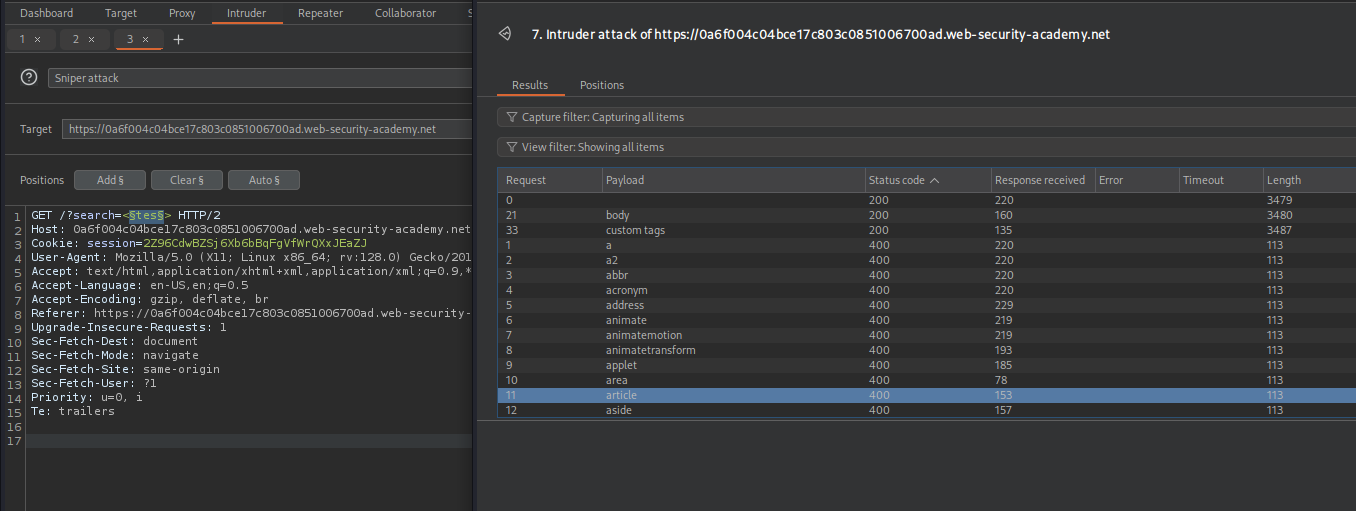 Dashboard Target Proxy Intruder Repeater Collaborator
1 × 2 × 3 × +
? Sniper attack
Target https://0a6f004c04bce17c803c0851006700ad.web-security-academy.net
Positions Add § Clear § Auto §
1 GET /?search=<§tes§> HTTP/2
2 Host: 0a6f004c04bce17c803c0851006700ad.web-security-academy.net
3 Cookie: session=2Z96CdwBZSj6Xb6bBqFgVfWrQXxJEaZJ
4 User-Agent: Mozilla/5.0 (X11; Linux x86_64; rv:128.0) Gecko/201
5 Accept: text/html,application/xhtml+xml,application/xml;q=0.9,*
6 Accept-Language: en-US,en;q=0.5
7 Accept-Encoding: gzip, deflate, br
8 Referer: https://0a6f004c04bce17c803c0851006700ad.web-security-
9 Upgrade-Insecure-Requests: 1
10 Sec-Fetch-Dest: document
11 Sec-Fetch-Mode: navigate
12 Sec-Fetch-Site: same-origin
13 Sec-Fetch-User: ?1
14 Priority: u=0, i
15 Te: trailers
16
17
7. Intruder attack of https://0a6f004c04bce17c803c0851006700ad.web-security-academy.net
Results Positions
Capture filter: Capturing all items
View filter: Showing all items
Request Payload Status code Response received Error Timeout Length
0 200 220 3479
21 body 200 160 3480
33 custom tags 200 135 3487
1 a 400 220 113
2 a2 400 220 113
3 abbr 400 220 113
4 acronym 400 220 113
5 address 400 229 113
6 animate 400 219 113
7 animatemotion 400 219 113
8 animatetransform 400 193 113
9 applet 400 185 113
10 area 400 78 113
11 article 400 153 113
12 aside 400 157 113